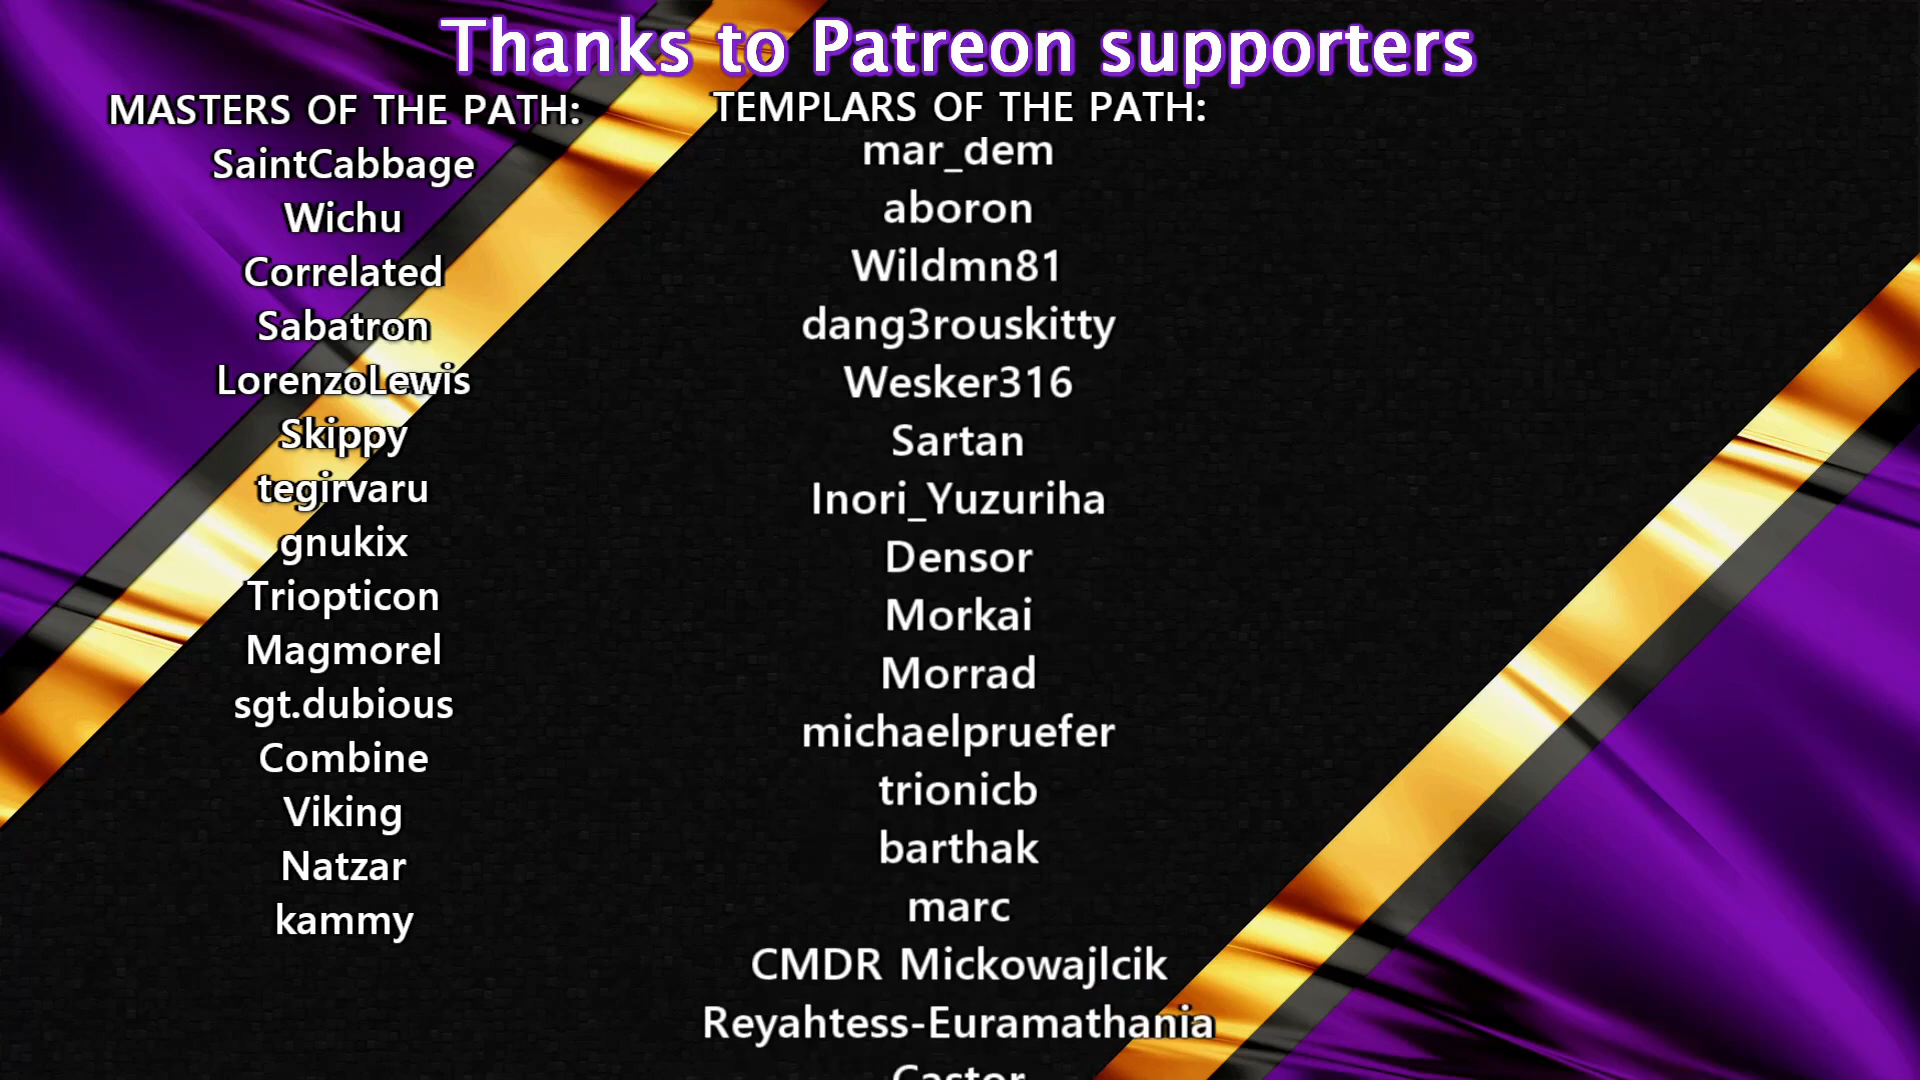 Thanks to Patreon supporters
MASTERS OF THE PATH:
SaintCabbage
Wichu
Correlated
Sabatron
LorenzoLewis
Skippy
tegirvaru
gnukix
Triopticon
Magmorel
sgt.dubious
Combine
Viking
Natzar
kammy
TEMPLARS OF THE PATH:
mar_dem
aboron
Wildmn81
dang3rouskitty
Wesker316
Sartan
Inori_Yuzuriha
Densor
Morkai
Morrad
michaelpruefer
trionicb
barthak
marc
CMDR Mickowajlcik
Reyahtess-Euramathania
Castor